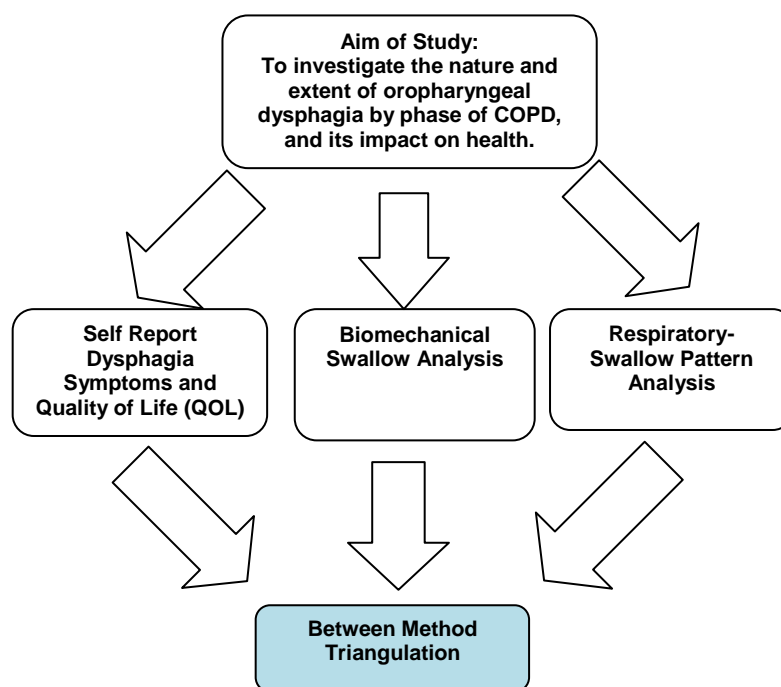 Aim of Study:
To investigate the nature and
extent of oropharyngeal
dysphagia by phase of COPD,
and its impact on health.
Self Report
Dysphagia
Symptoms and
Quality of Life (QOL)
Biomechanical
Swallow Analysis
Respiratory-
Swallow Pattern
Analysis
Between Method
Triangulation